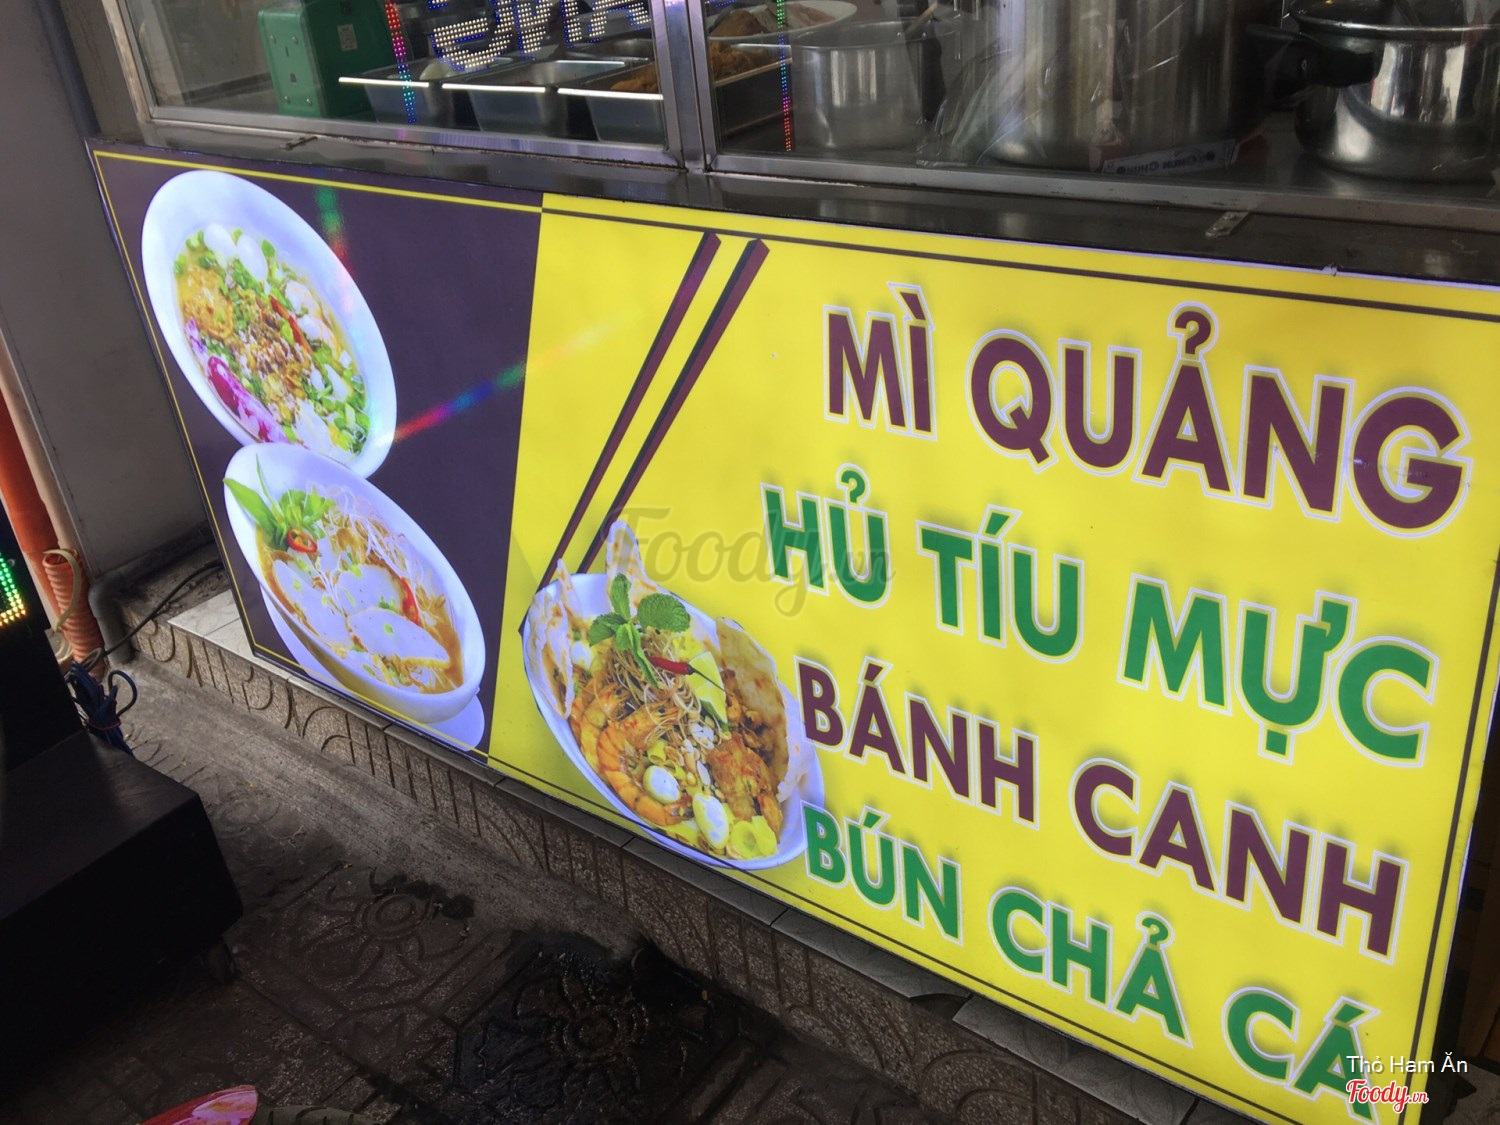 MÌ QUẢNG
HỦ TÍU MỰC
BÁNH CANH
BÚN CHẢ CÁ
Foody.vn
Thỏ Ham Ăn
Foody.vn